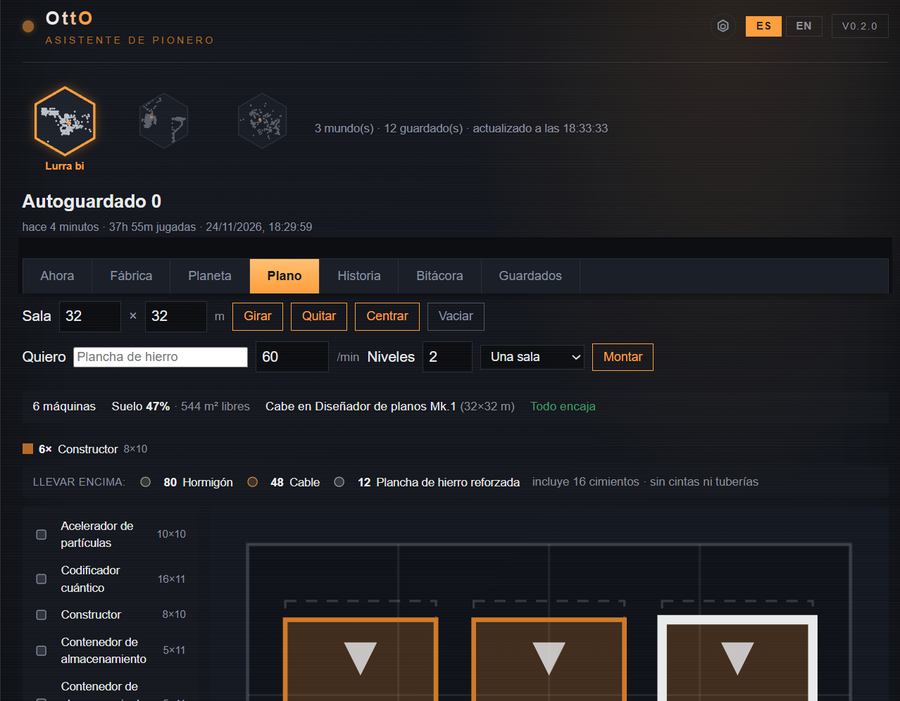 OttO
ASISTENTE DE PIONERO
ES EN V0.2.0
3 mundo(s) · 12 guardado(s) · actualizado a las 18:33:33
Lurra bi
Autoguardado 0
hace 4 minutos · 37h 55m jugadas · 24/11/2026, 18:29:59
Ahora Fábrica Planeta Plano Historia Bitácora Guardados
Sala 32 × 32 m Girar Quitar Centrar Vaciar
Quiero Plancha de hierro 60 /min Niveles 2 Una sala Montar
6 máquinas Suelo 47% · 544 m² libres Cabe en Diseñador de planos Mk.1 (32×32 m) Todo encaja
6× Constructor 8×10
LLEVAR ENCIMA: 80 Hormigón 48 Cable 12 Plancha de hierro reforzada incluye 16 cimientos · sin cintas ni tuberías
Acelerador de
partículas 10×10
Codificador
cuántico 16×11
Constructor 8×10
Contenedor de
almacenamiento 5×11
Contenedor de